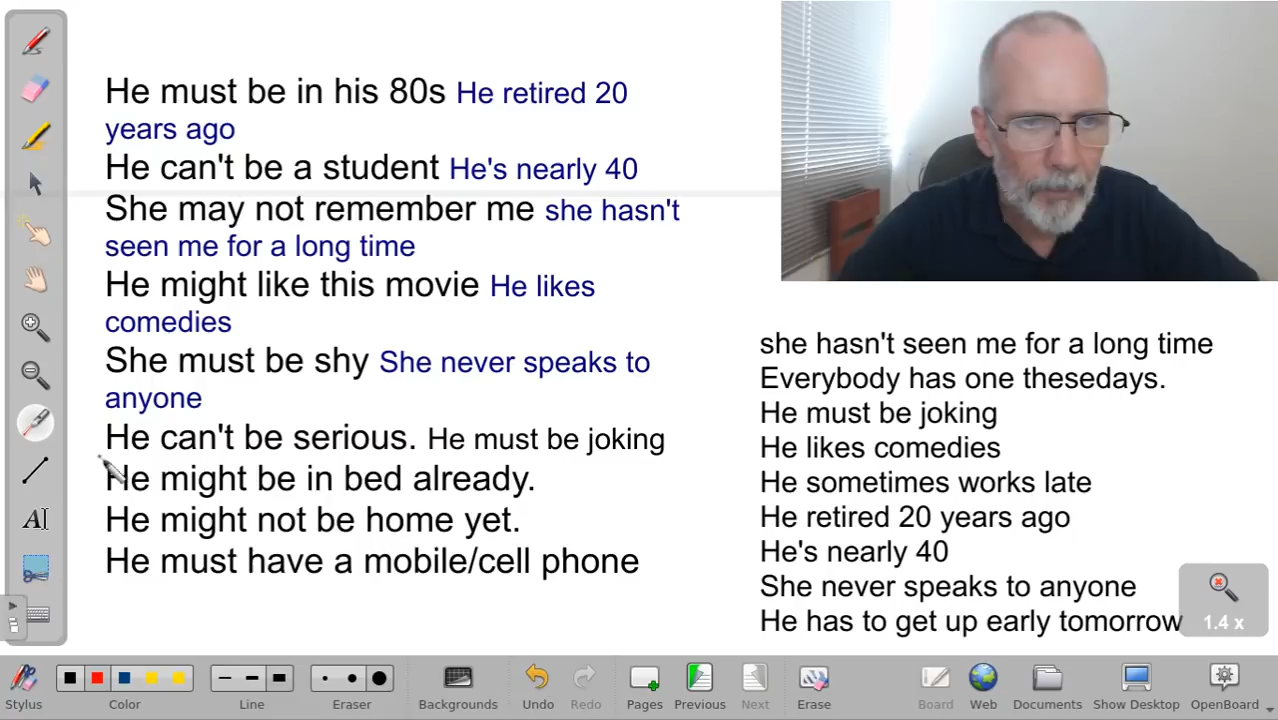 He must be in his 80s He retired 20
years ago
He can't be a student He's nearly 40
She may not remember me she hasn't
seen me for a long time
He might like this movie He likes
comedies
She must be shy She never speaks to
anyone
He can't be serious. He must be joking
He might be in bed already.
He might not be home yet.
He must have a mobile/cell phone
she hasn't seen me for a long time
Everybody has one thesedays.
He must be joking
He likes comedies
He sometimes works late
He retired 20 years ago
He's nearly 40
She never speaks to anyone
He has to get up early tomorrow
1.4 x
AI
Stylus Color Line Eraser Backgrounds Undo Redo Pages Previous Next Erase Board Web Documents Show Desktop OpenBoard